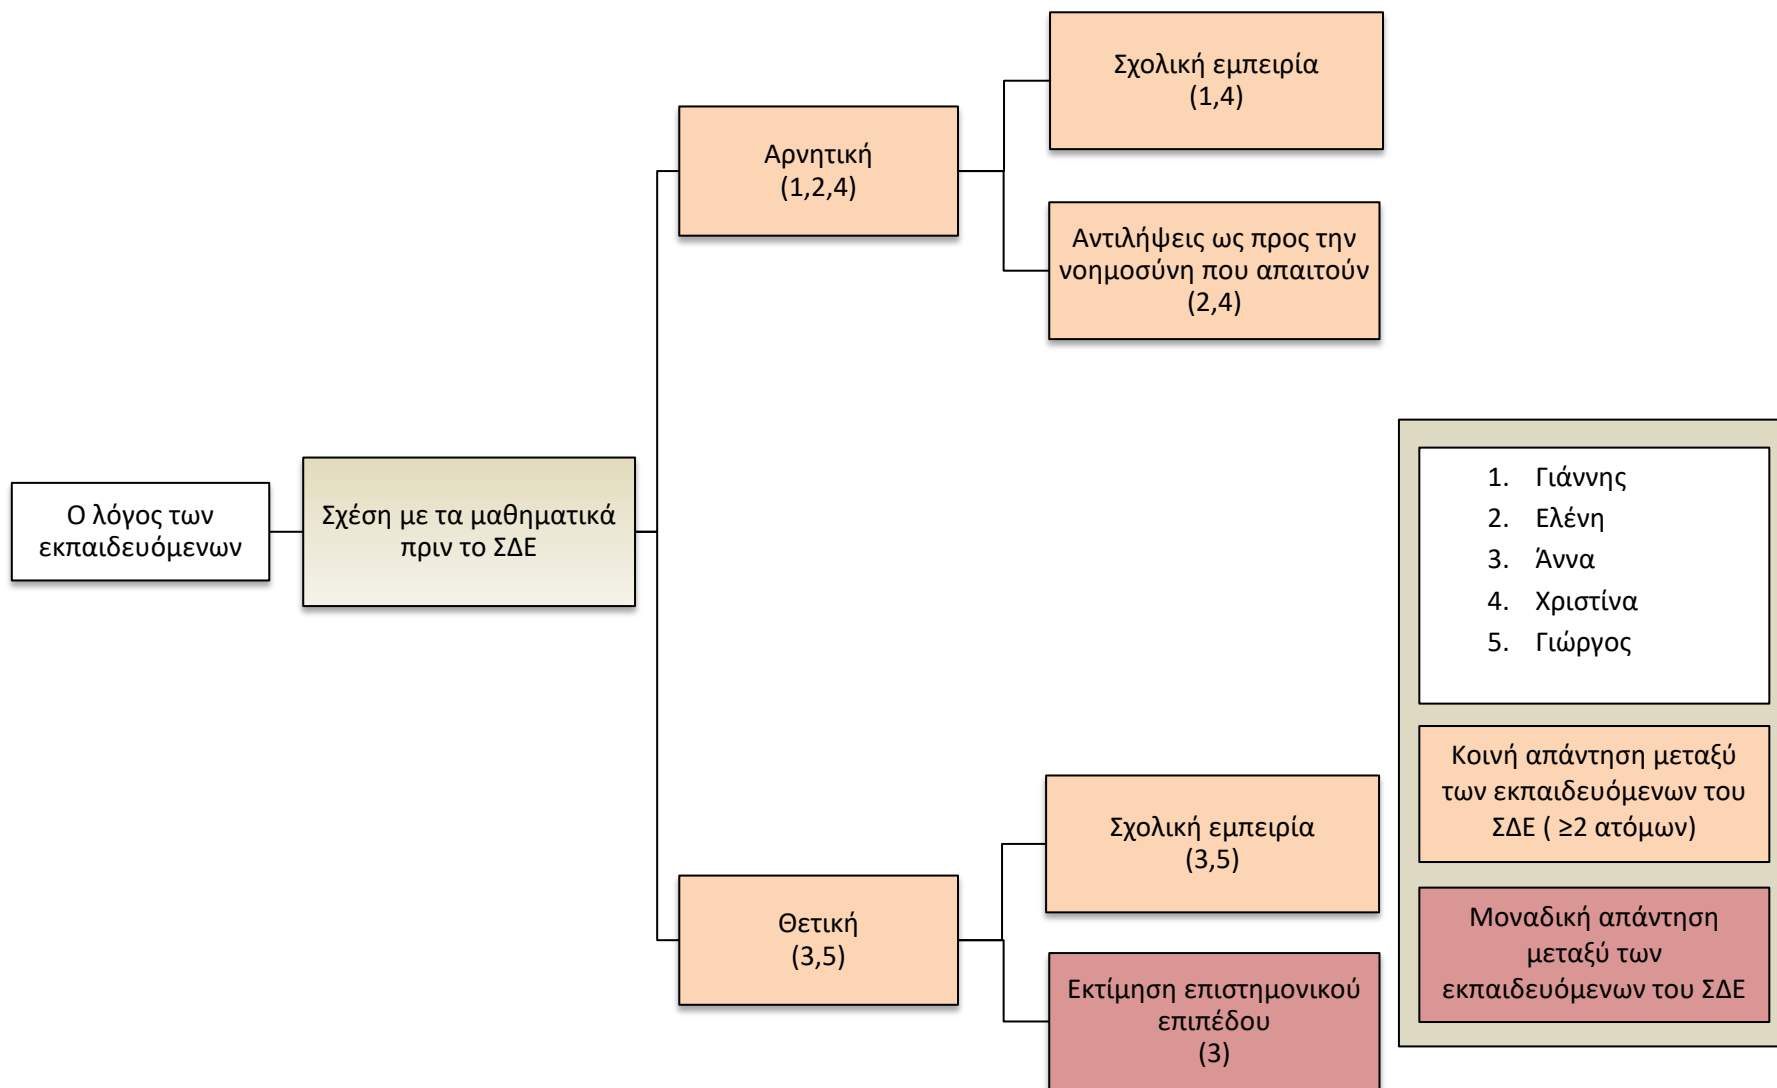 Ο λόγος των
εκπαιδευόμενων
Σχέση με τα μαθηματικά
πριν το ΣΔΕ
Αρνητική
(1,2,4)
Σχολική εμπειρία
(1,4)
Αντιλήψεις ως προς την
νοημοσύνη που απαιτούν
(2,4)
Θετική
(3,5)
Σχολική εμπειρία
(3,5)
Εκτίμηση επιστημονικού
επιπέδου
(3)
1. Γιάννης
2. Ελένη
3. Άννα
4. Χριστίνα
5. Γιώργος
Κοινή απάντηση μεταξύ
των εκπαιδευόμενων του
ΣΔΕ ( ≥2 ατόμων)
Μοναδική απάντηση
μεταξύ των
εκπαιδευόμενων του ΣΔΕ